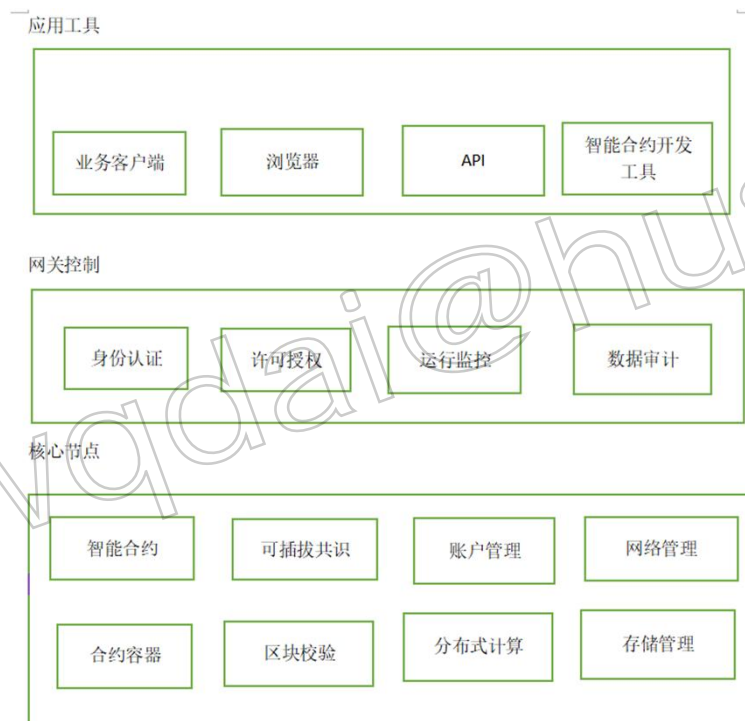 应用工具
业务客户端
浏览器
API
智能合约开发
工具
网关控制
身份认证
许可授权
运行监控
数据审计
核心节点
智能合约
可插拔共识
账户管理
网络管理
合约容器
区块校验
分布式计算
存储管理